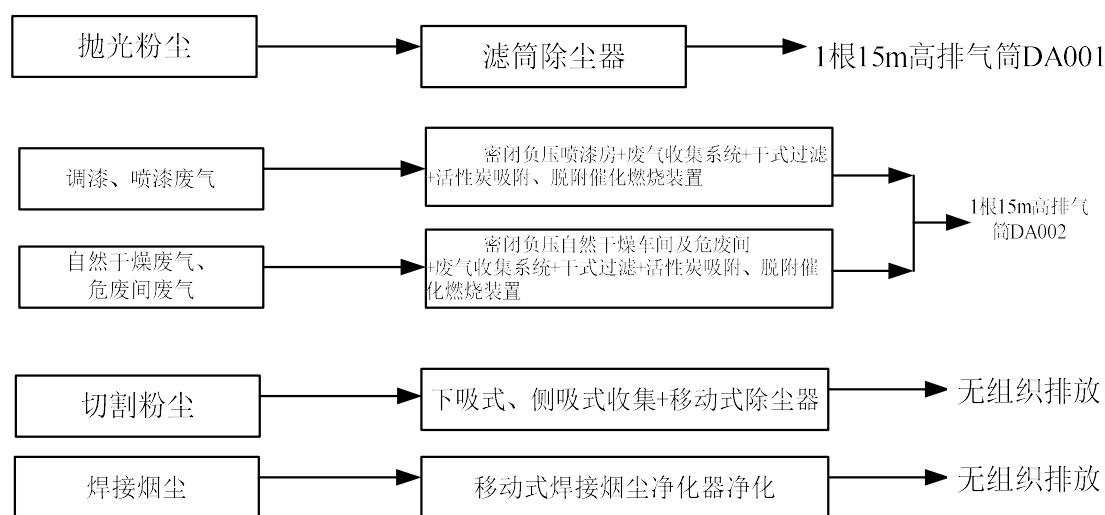 抛光粉尘
滤筒除尘器
1根15m高排气筒DA001
调漆、喷漆废气
密闭负压喷漆房+废气收集系统+干式过滤
+活性炭吸附、脱附催化燃烧装置
1根15m高排气
筒DA002
自然干燥废气、
危废间废气
密闭负压自然干燥车间及危废间
+废气收集系统+干式过滤+活性炭吸附、脱附催
化燃烧装置
切割粉尘
下吸式、侧吸式收集+移动式除尘器
无组织排放
焊接烟尘
移动式焊接烟尘净化器净化
无组织排放